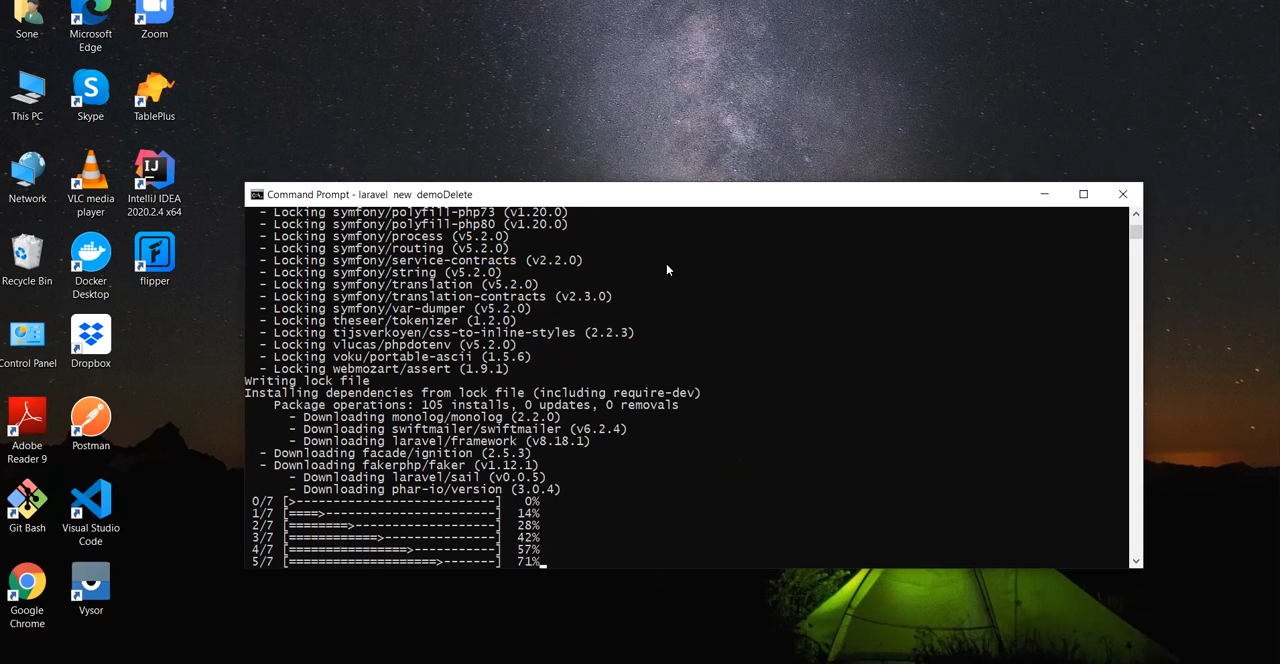 Sone
Microsoft
Edge
Zoom
This PC
Skype
TablePlus
Network
VLC media
player
IntelliJ IDEA
2020.2.4 x64
Recycle Bin
Docker
Desktop
flipper
Control Panel
Dropbox
Adobe
Reader 9
Postman
Git Bash
Visual Studio
Code
Google
Chrome
Vysor
Command Prompt - laravel  new  demoDelete
- Locking symfony/polyfill-php73 (v1.20.0)
- Locking symfony/polyfill-php80 (v1.20.0)
- Locking symfony/process (v5.2.0)
- Locking symfony/routing (v5.2.0)
- Locking symfony/service-contracts (v2.2.0)
- Locking symfony/string (v5.2.0)
- Locking symfony/translation (v5.2.0)
- Locking symfony/translation-contracts (v2.3.0)
- Locking symfony/var-dumper (v5.2.0)
- Locking theseer/tokenizer (1.2.0)
- Locking tijsverkoyen/css-to-inline-styles (2.2.3)
- Locking vlucas/phpdotenv (v5.2.0)
- Locking voku/portable-ascii (1.5.6)
- Locking webmozart/assert (1.9.1)
Writing lock file
Installing dependencies from lock file (including require-dev)
Package operations: 105 installs, 0 updates, 0 removals
- Downloading monolog/monolog (2.2.0)
- Downloading swiftmailer/swiftmailer (v6.2.4)
- Downloading laravel/framework (v8.18.1)
- Downloading facade/ignition (2.5.3)
- Downloading fakerphp/faker (v1.12.1)
- Downloading laravel/sail (v0.0.5)
- Downloading phar-io/version (3.0.4)
0/7 [>---------------------------]   0%
1/7 [====>-----------------------]  14%
2/7 [========>-------------------]  28%
3/7 [============>---------------]  42%
4/7 [================>-----------]  57%
5/7 [====================>-------]  71%